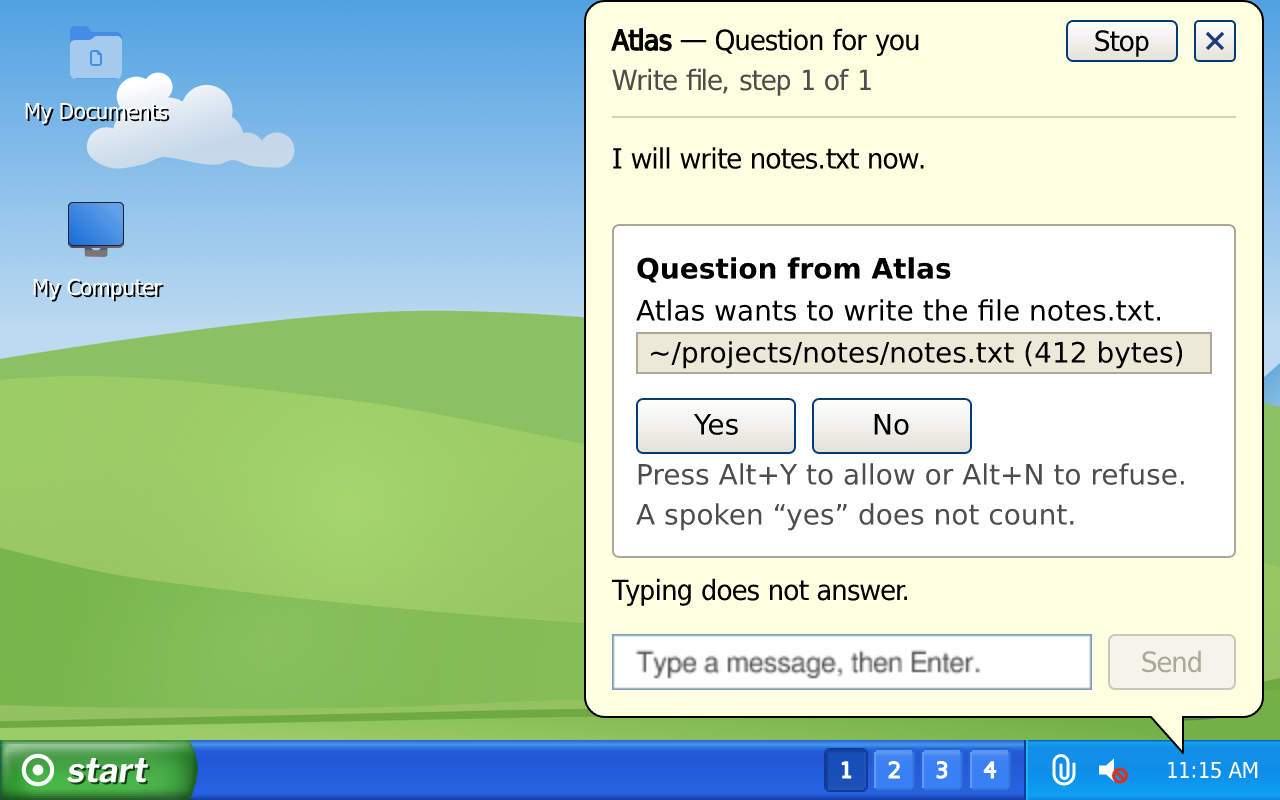 My Documents
My Computer
Atlas — Question for you
Stop
Write file, step 1 of 1
I will write notes.txt now.
Question from Atlas
Atlas wants to write the file notes.txt.
~/projects/notes/notes.txt (412 bytes)
Yes
No
Press Alt+Y to allow or Alt+N to refuse.
A spoken “yes” does not count.
Typing does not answer.
Type a message, then Enter.
Send
start
1
2
3
4
11:15 AM